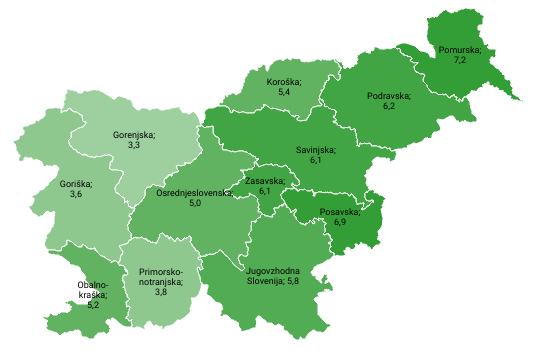 Pomurska;
7,2
Koroška;
5,4
Podravska;
6,2
Gorenjska;
3,3
Savinjska;
6,1
Goriška;
3,6
Zasavska;
6,1
Osrednjeslovenska;
5,0
Posavska;
6,9
Primorsko-
notranjska;
3,8
Jugovzhodna
Slovenija; 5,8
Obalno-
kraška;
5,2